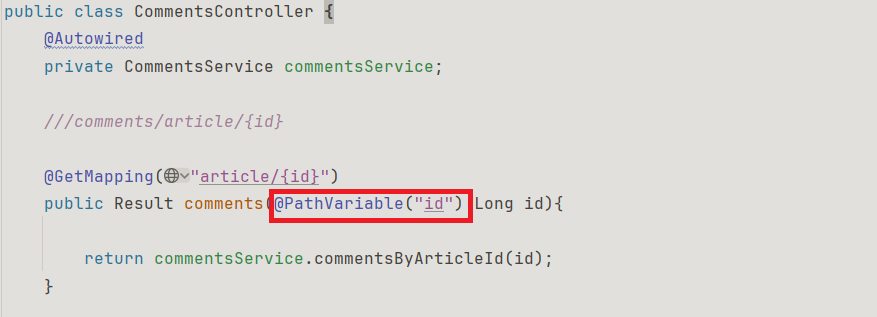 public class CommentsController {
@Autowired
private CommentsService commentsService;
///comments/article/{id}
@GetMapping("article/{id}")
public Result comments(@PathVariable("id") Long id){
return commentsService.commentsByArticleId(id);
}